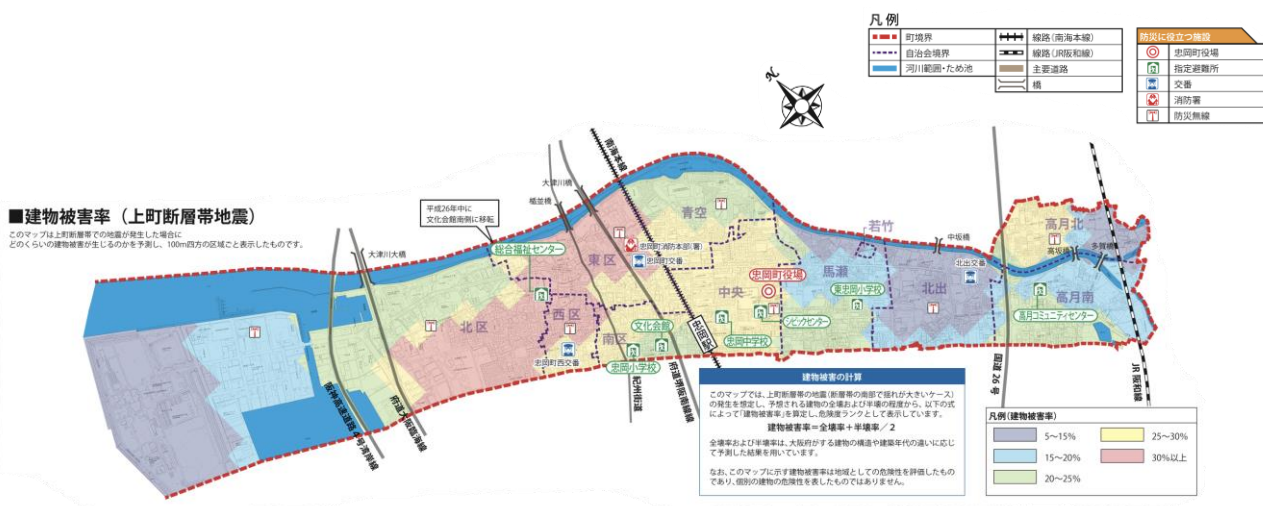 凡例
町境界
自治会境界
河川範囲・ため池
線路(南海本線)
線路(JR阪和線)
主要道路
橋
防災に役立つ施設
忠岡町役場
指定避難所
交番
消防署
防災無線
N
■建物被害率（上町断層帯地震）
このマップは上町断層帯での地震が発生した場合に
どのくらいの建物被害が生じるのかを予測し、100m四方の区域ごと表示したものです。
平成26年中に
文化会館南側に移転
大津川大橋
楯並橋
大津川橋
南海本線
総合福祉センター
東区
忠岡町消防本部(署)
忠岡町交番
青空
若竹
中坂橋
高月北
高坂橋
多賀橋
北出交番
忠岡町役場
馬瀬
東忠岡小学校
北出
高月南
高月コミュニティセンター
中央
シビックセンター
忠岡中学校
北区
西区
忠岡町西交番
南区
文化会館
忠岡小学校
忠岡駅
紀州街道
府道堺阪南線
国道26号
JR阪和線
阪神高速道路4号湾岸線
府道大阪臨海線
建物被害の計算
このマップでは、上町断層帯の地震(断層帯の南部で揺れが大きいケース)
の発生を想定し、予想される建物の全壊および半壊の程度から、以下の式
によって「建物被害率」を算定し、危険度ランクとして表示しています。
建物被害率＝全壊率＋半壊率／2
全壊率および半壊率は、大阪府がする建物の構造や建築年代の違いに応じ
て予測した結果を用いています。
なお、このマップに示す建物被害率は地域としての危険性を評価したもの
であり、個別の建物の危険性を表したものではありません。
凡例(建物被害率)
5～15%
15～20%
20～25%
25～30%
30%以上